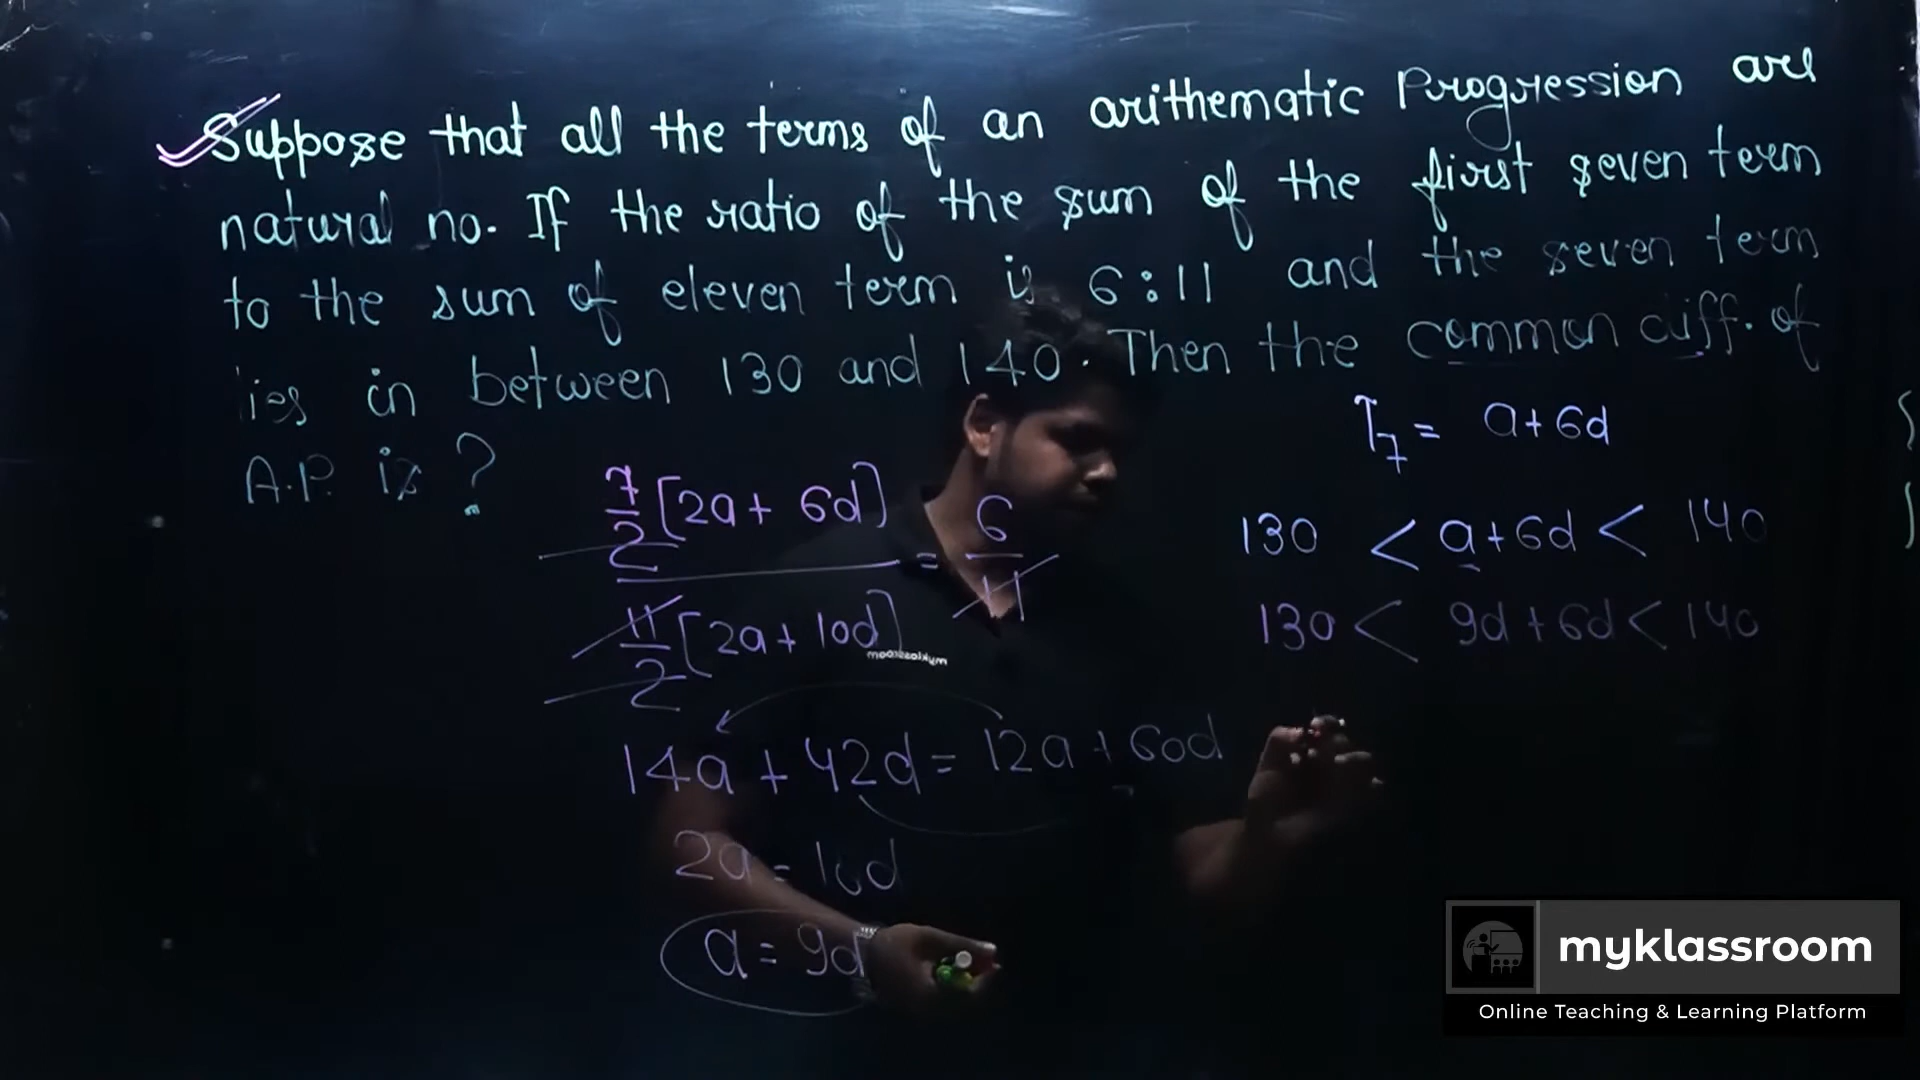 Suppose that all the terms of an arithematic Progression are
natural no. If the ratio of the sum of the first seven term
to the sum of eleven term is 6:11 and the seven term
ies in between 130 and 140. Then the common diff. of
A.P. is ?
T7 = a+6d
7/2 [2a + 6d] / 11/2 [2a + 10d] = 6/11
130 < a+6d < 140
130 < 9d + 6d < 140
myklassroom
14a + 42d = 12a + 60d
2a =
a = 9d
myklassroom
Online Teaching & Learning Platform